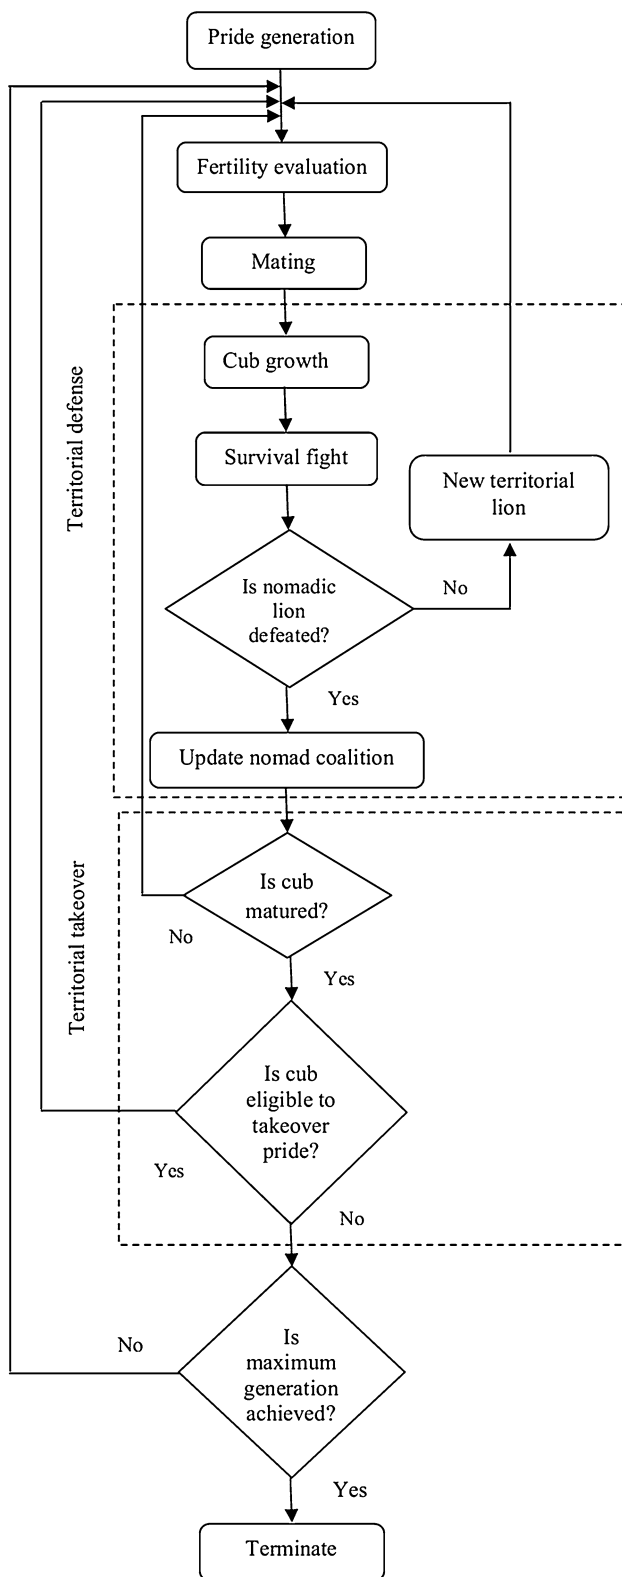 Pride generation
Fertility evaluation
Mating
Territorial defense
Cub growth
Survival fight
New territorial
lion
Is nomadic
lion
defeated?
No
Yes
Update nomad coalition
Territorial takeover
Is cub
matured?
No
Yes
Is cub
eligible to
takeover
pride?
Yes
No
Is
maximum
generation
achieved?
No
Yes
Terminate